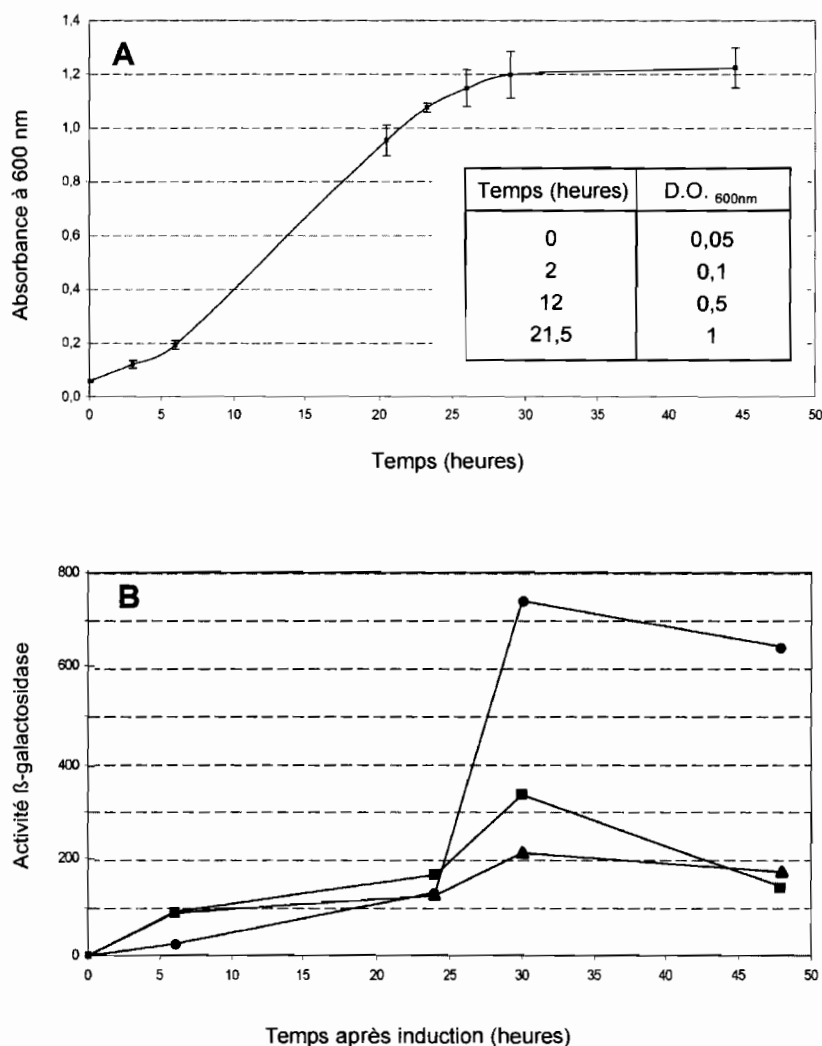 A
1,4
1,2
1,0
0,8
0,6
0,4
0,2
0,0
0 5 10 15 20 25 30 35 40 45 50
Absorbance à 600 nm
Temps (heures)
Temps (heures) D.O. 600nm
0 0,05
2 0,1
12 0,5
21,5 1
B
800
600
400
200
0
0 5 10 15 20 25 30 35 40 45 50
Activité ß-galactosidase
Temps après induction (heures)